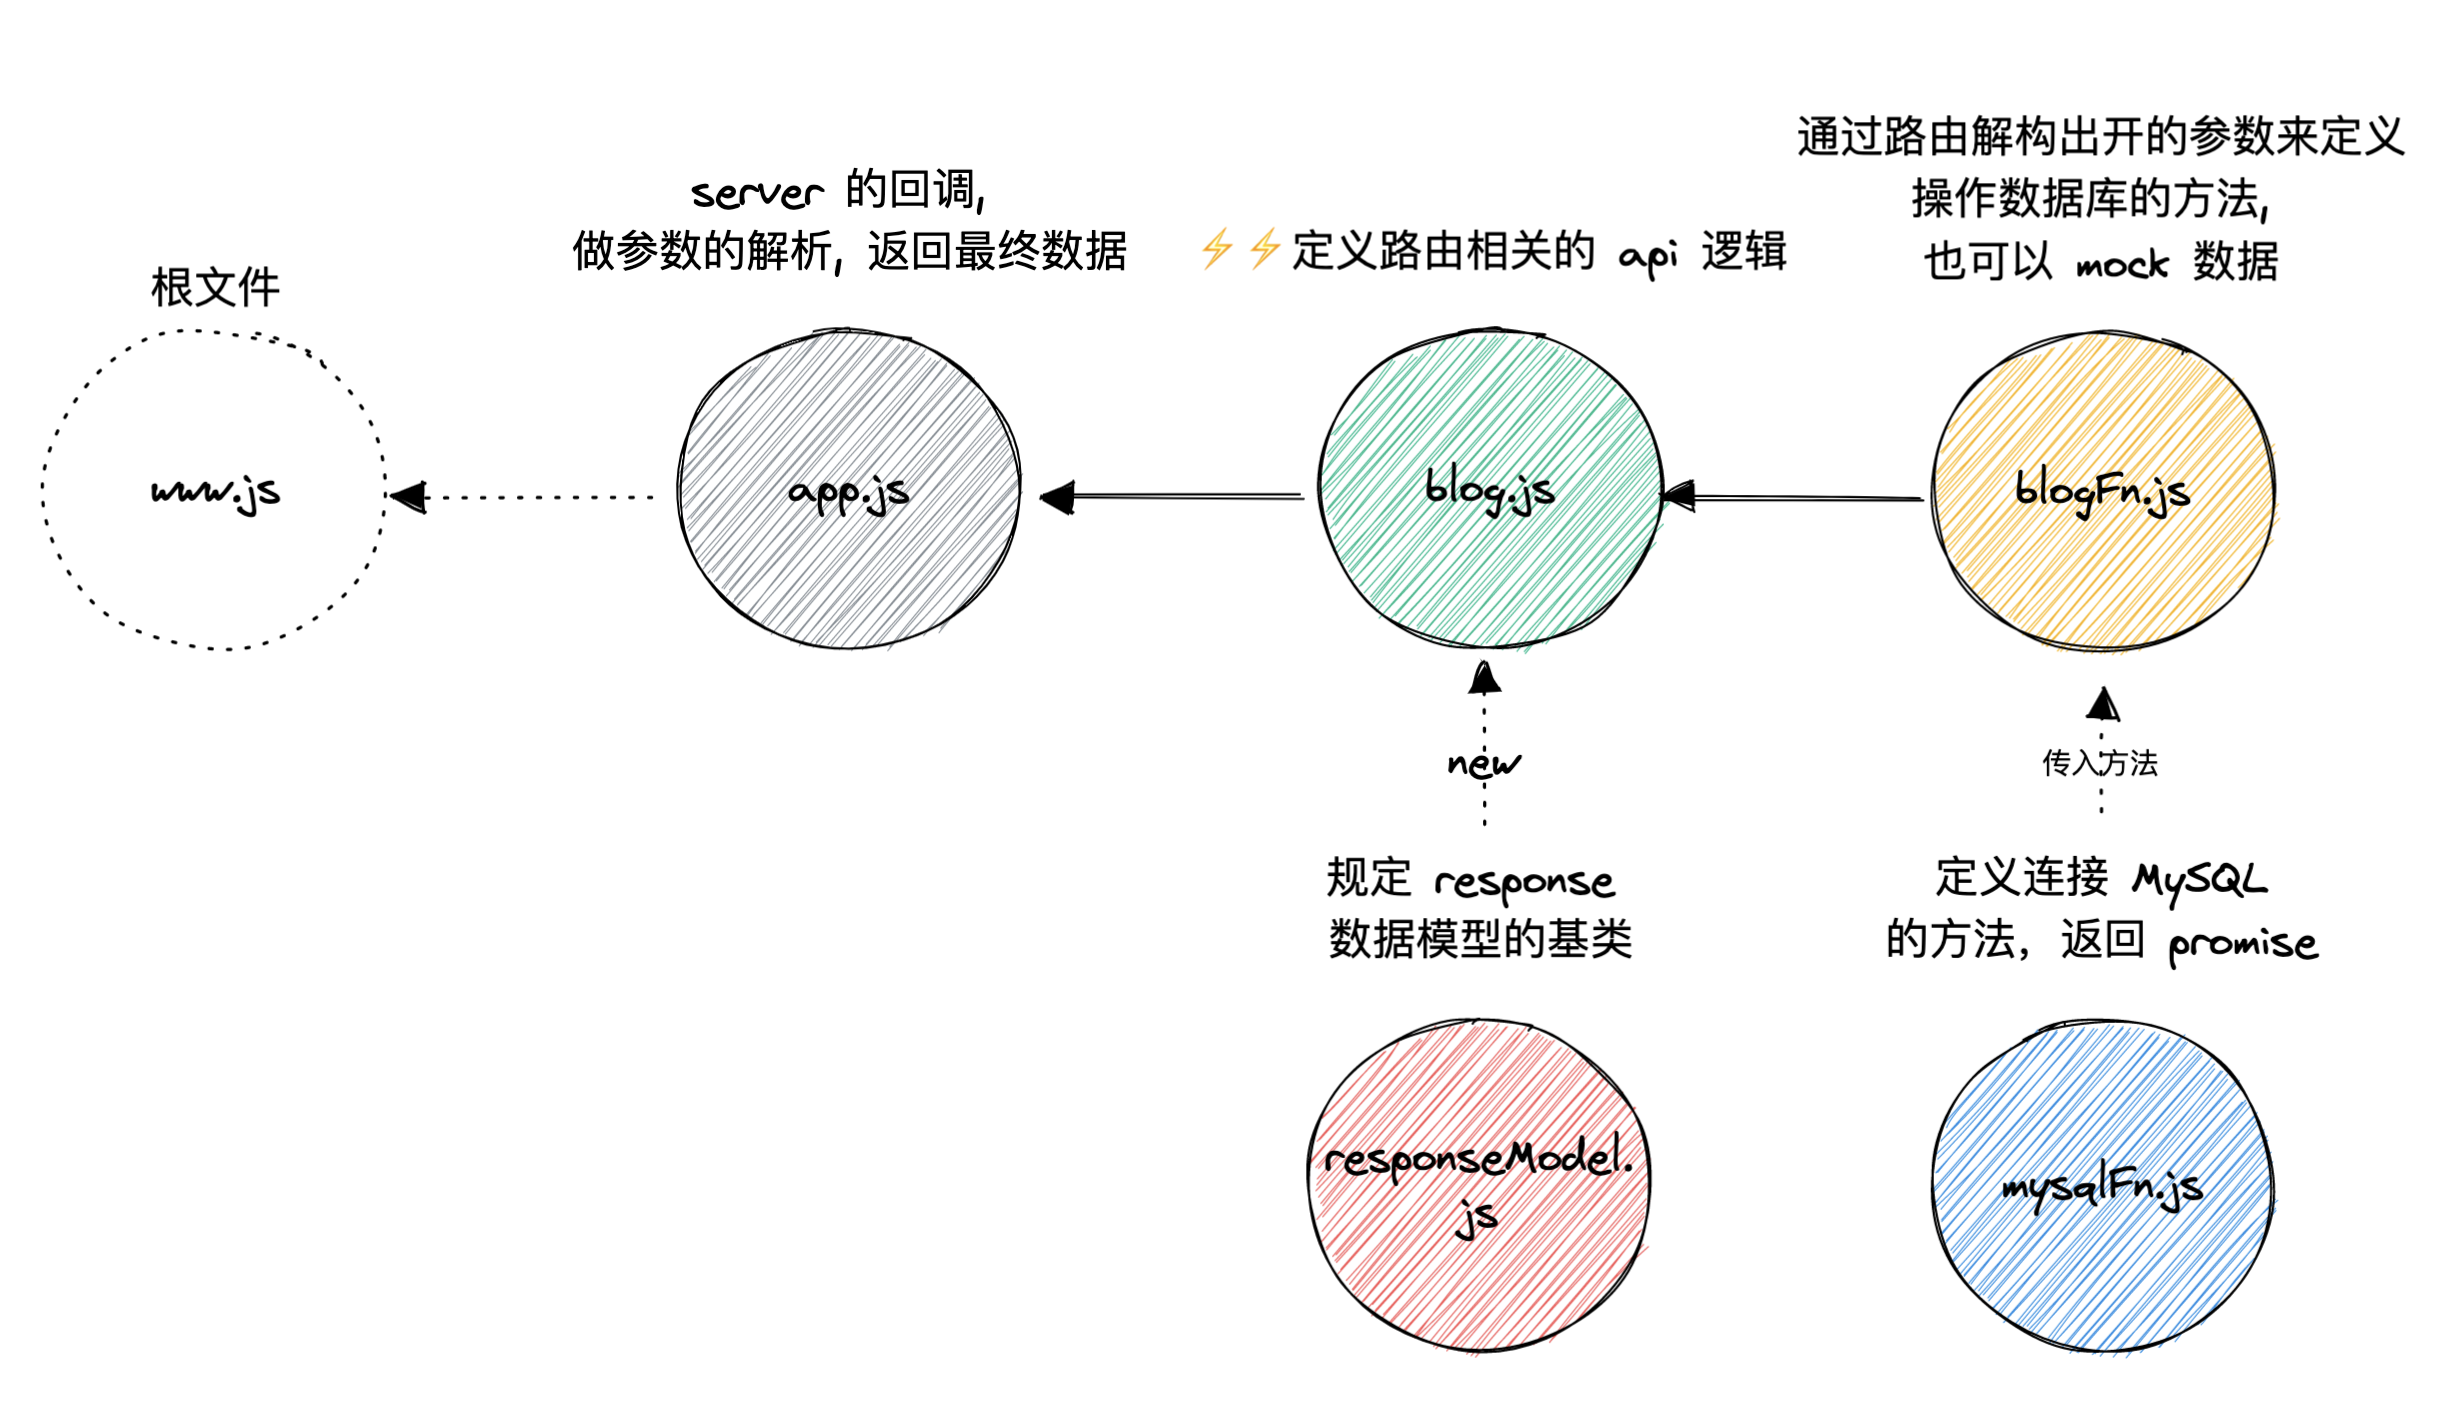 根文件
www.js
server 的回调,
做参数的解析, 返回最终数据
app.js
⚡⚡定义路由相关的 api 逻辑
blog.js
通过路由解构出开的参数来定义
操作数据库的方法,
也可以 mock 数据
blogFn.js
new
规定 response
数据模型的基类
responseModel.
js
传入方法
定义连接 MySQL
的方法，返回 promise
mysqlFn.js